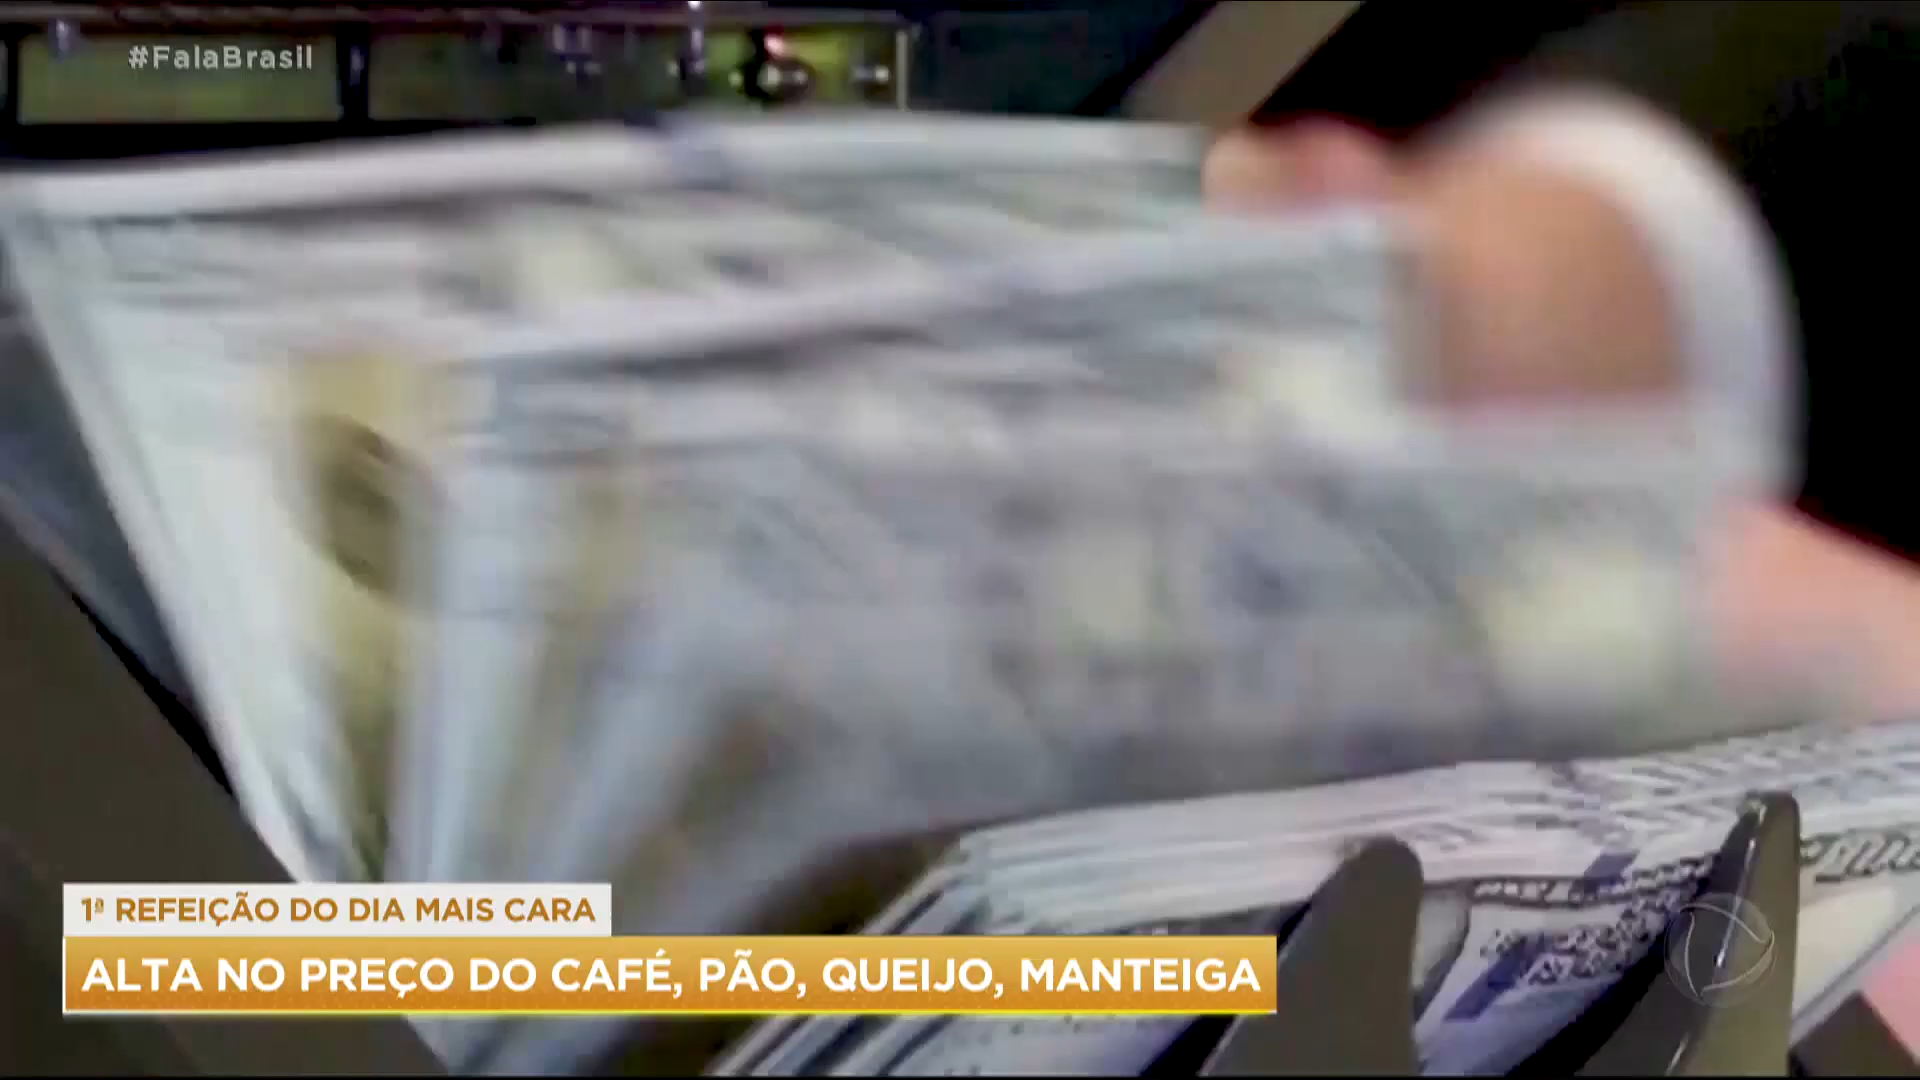 #FalaBrasil
1ª REFEIÇÃO DO DIA MAIS CARA
ALTA NO PREÇO DO CAFÉ, PÃO, QUEIJO, MANTEIGA